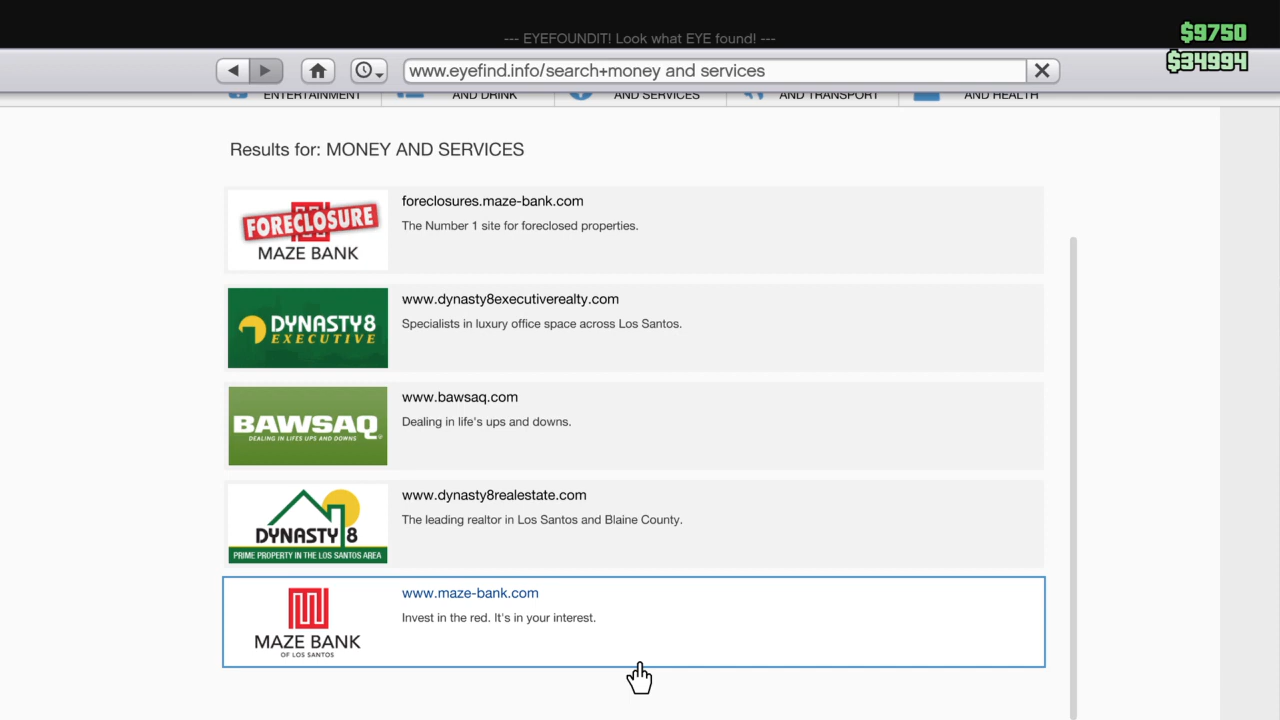 --- EYEFOUNDIT! Look what EYE found! ---
$9750
$34994
www.eyefind.info/search+money and services
ENTERTAINMENT
AND DRINK
AND SERVICES
AND TRANSPORT
AND HEALTH
Results for: MONEY AND SERVICES
FORECLOSURE
MAZE BANK
foreclosures.maze-bank.com
The Number 1 site for foreclosed properties.
DYNASTY8
EXECUTIVE
www.dynasty8executiverealty.com
Specialists in luxury office space across Los Santos.
BAWSAQ
DEALING IN LIFES UPS AND DOWNS
www.bawsaq.com
Dealing in life's ups and downs.
DYNASTY 8
PRIME PROPERTY IN THE LOS SANTOS AREA
www.dynasty8realestate.com
The leading realtor in Los Santos and Blaine County.
MAZE BANK
OF LOS SANTOS
www.maze-bank.com
Invest in the red. It's in your interest.